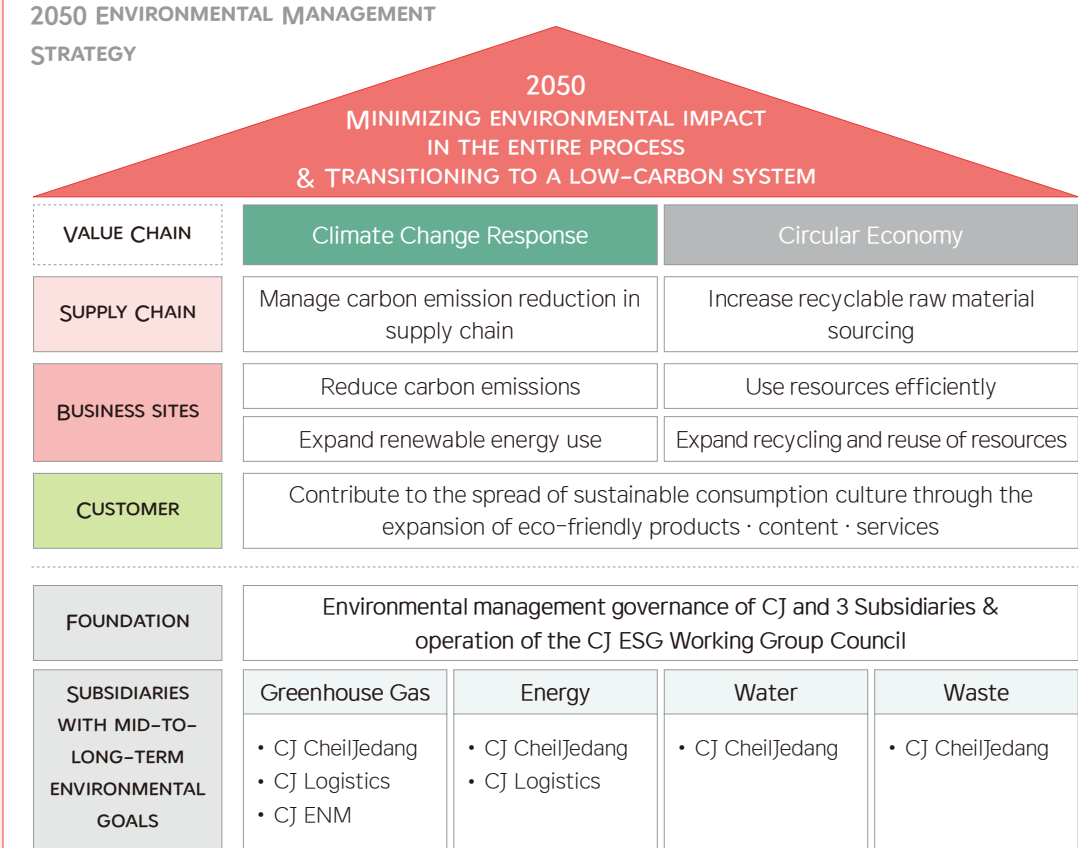 2050 Environmental Management
Strategy
2050
Minimizing environmental impact
in the entire process
& Transitioning to a low-carbon system
Value Chain
Climate Change Response
Circular Economy
Supply Chain
Manage carbon emission reduction in
supply chain
Increase recyclable raw material
sourcing
Business sites
Reduce carbon emissions
Use resources efficiently
Expand renewable energy use
Expand recycling and reuse of resources
Customer
Contribute to the spread of sustainable consumption culture through the
expansion of eco-friendly products · content · services
Foundation
Environmental management governance of CJ and 3 Subsidiaries &
operation of the CJ ESG Working Group Council
Subsidiaries
with mid-to-
long-term
environmental
goals
Greenhouse Gas
• CJ CheilJedang
• CJ Logistics
• CJ ENM
Energy
• CJ CheilJedang
• CJ Logistics
Water
• CJ CheilJedang
Waste
• CJ CheilJedang